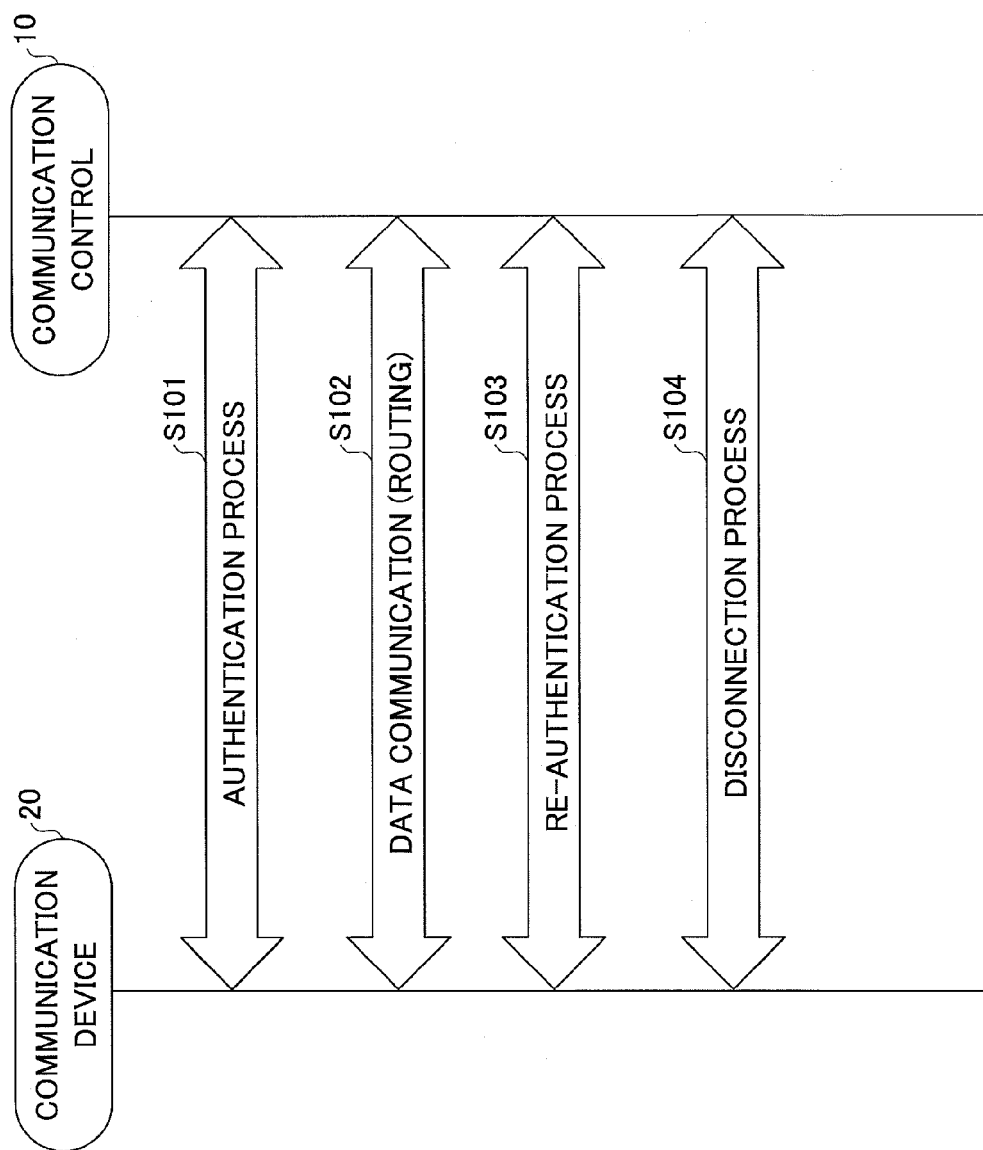 COMMUNICATION
DEVICE
20
COMMUNICATION
CONTROL
10
S101
AUTHENTICATION PROCESS
S102
DATA COMMUNICATION (ROUTING)
S103
RE-AUTHENTICATION PROCESS
S104
DISCONNECTION PROCESS